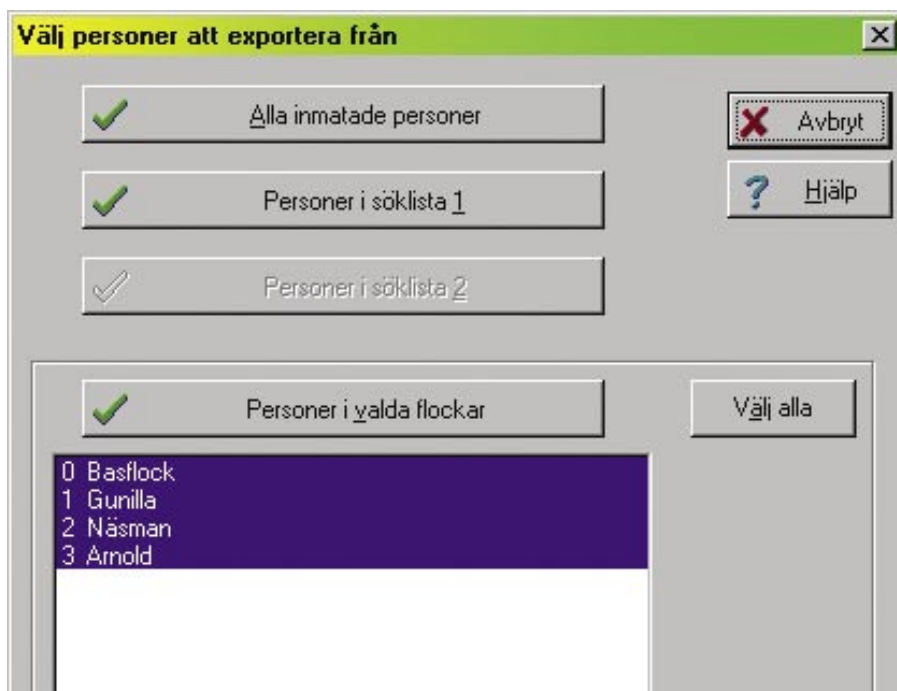 Välj personer att exportera från
Alla inmatade personer
Avbryt
Personer i söklista 1
Hjälp
Personer i söklista 2
Personer i valda flockar
Välj alla
0 Basflock
1 Gunilla
2 Näsman
3 Arnold